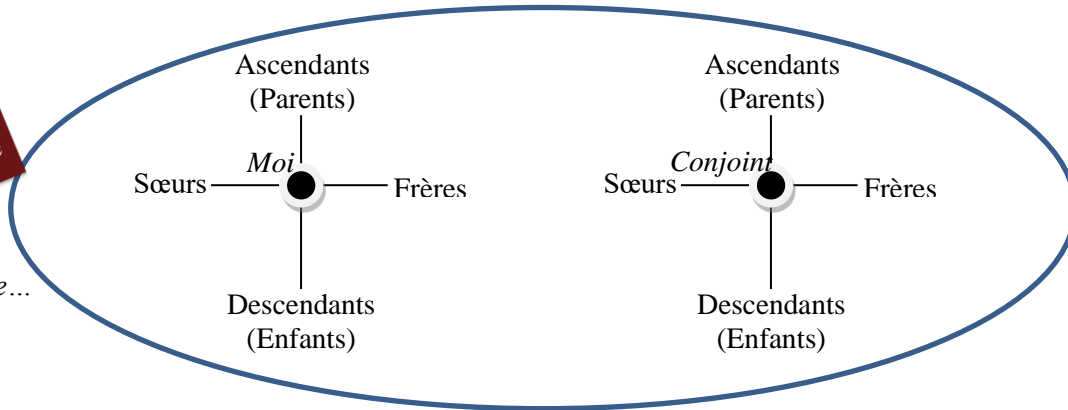 Ascendants
(Parents)
Moi
Sœurs
Frères
Descendants
(Enfants)
Ascendants
(Parents)
Conjoint
Sœurs
Frères
Descendants
(Enfants)
e...